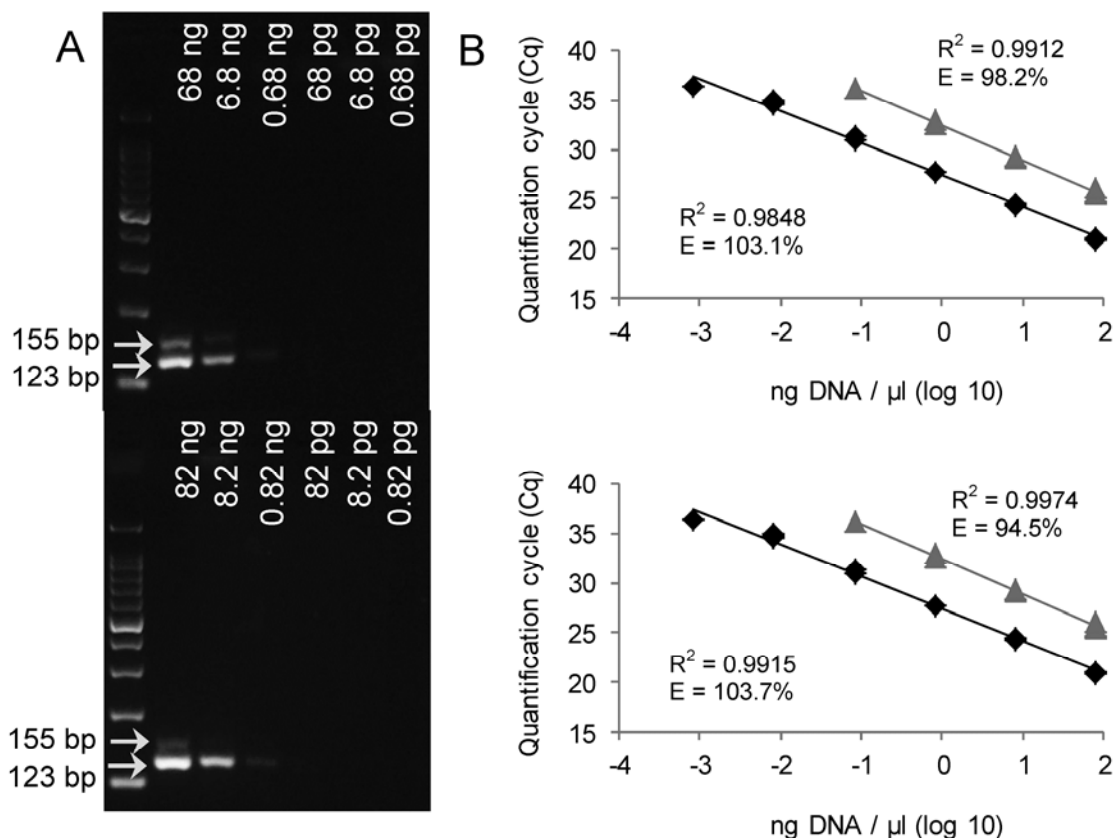 A
68 ng
6.8 ng
0.68 ng
68 pg
6.8 pg
0.68 pg
155 bp
123 bp
82 ng
8.2 ng
0.82 ng
82 pg
8.2 pg
0.82 pg
155 bp
123 bp
B
Quantification cycle (Cq)
40
35
30
25
20
15
R² = 0.9912
E = 98.2%
R² = 0.9848
E = 103.1%
-4 -3 -2 -1 0 1 2
ng DNA / µl (log 10)
Quantification cycle (Cq)
40
35
30
25
20
15
R² = 0.9974
E = 94.5%
R² = 0.9915
E = 103.7%
-4 -3 -2 -1 0 1 2
ng DNA / µl (log 10)